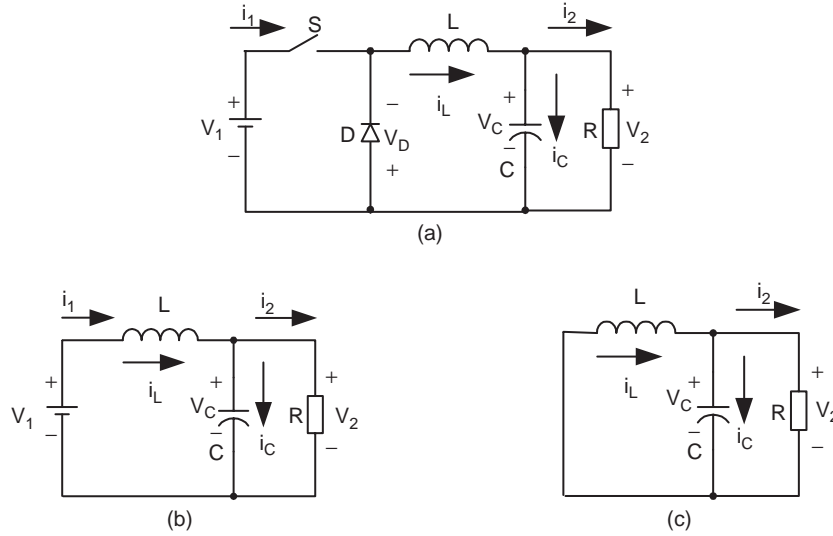 i1 S L i2
+ − iL + +
V1 D VD VC R V2
− + − iC −
C
(a)
i1 L i2
+ iL + +
V1 VC R V2
− − iC −
C
(b)
L i2
iL + +
VC R V2
− iC −
C
(c)